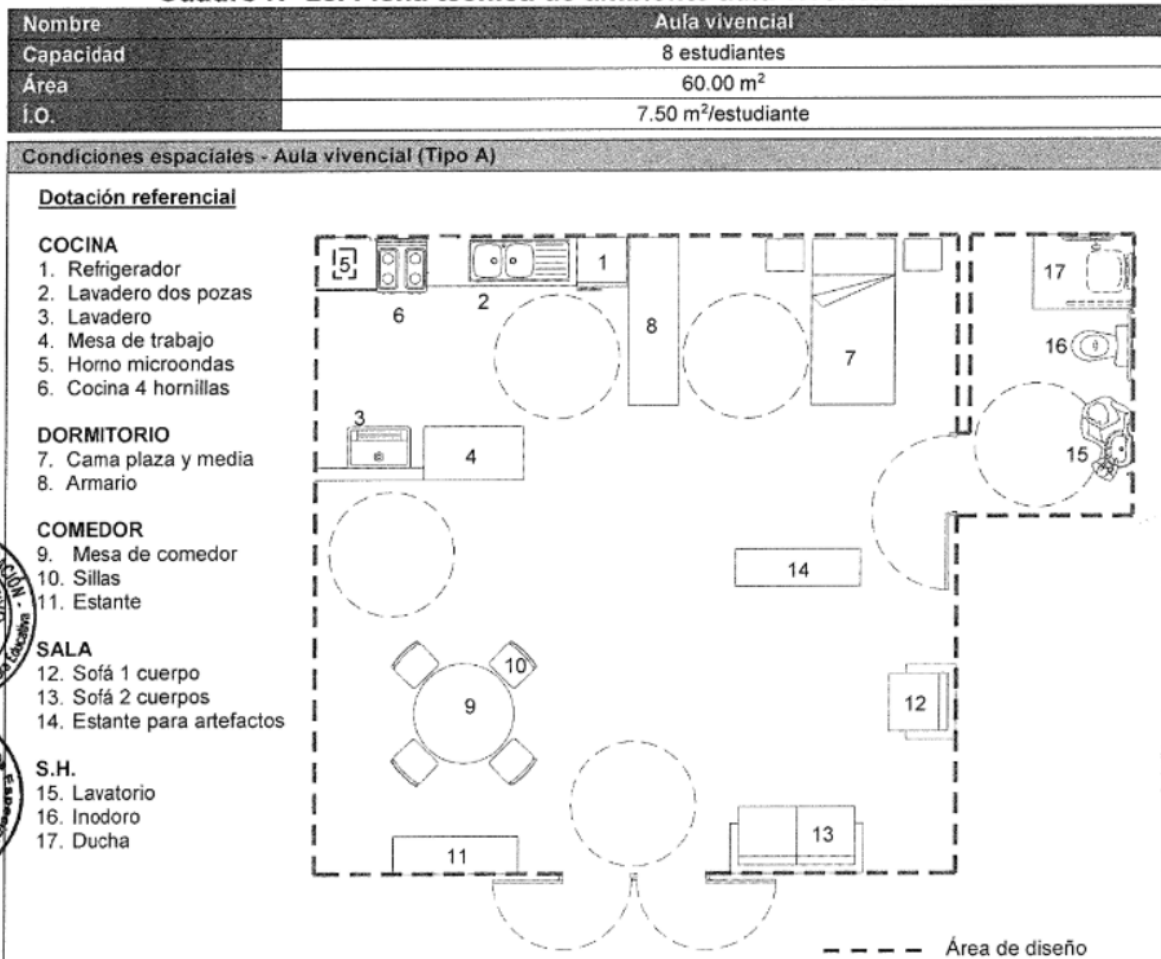 Nombre Aula vivencial
Capacidad 8 estudiantes
Área 60.00 m²
I.O. 7.50 m²/estudiante
Condiciones espaciales - Aula vivencial (Tipo A)
Dotación referencial
COCINA
1. Refrigerador
2. Lavadero dos pozas
3. Lavadero
4. Mesa de trabajo
5. Horno microondas
6. Cocina 4 hornillas
DORMITORIO
7. Cama plaza y media
8. Armario
COMEDOR
9. Mesa de comedor
10. Sillas
11. Estante
SALA
12. Sofá 1 cuerpo
13. Sofá 2 cuerpos
14. Estante para artefactos
S.H.
15. Lavatorio
16. Inodoro
17. Ducha
5
6
2
1
8
7
17
16
15
3
4
14
10
9
12
11
13
Área de diseño